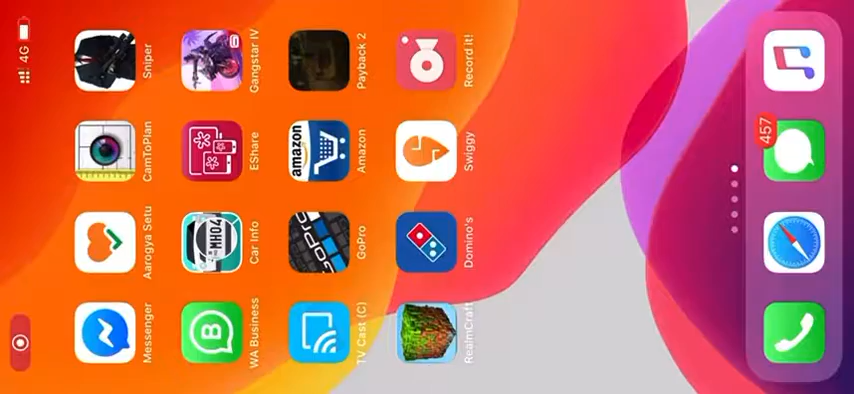 4G
Messenger
Aarogya Setu
CamToPlan
Sniper
B
WA Business
MH04
Car Info
EShare
Gangstar IV
TV Cast (C)
GoPro
GoPro
amazon
Amazon
Payback 2
RealmCraft
Domino's
Swiggy
Record it!
457